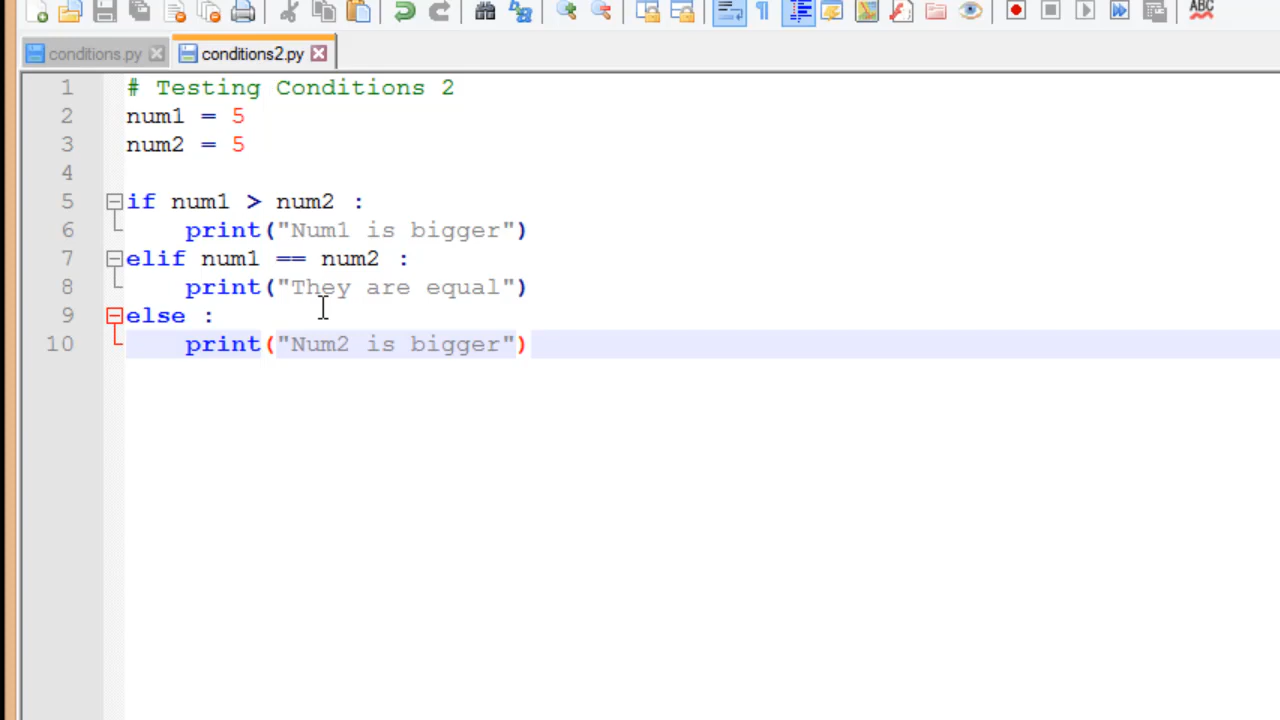 ABC
conditions.py conditions2.py
1 # Testing Conditions 2
2 num1 = 5
3 num2 = 5
4
5 if num1 > num2 :
6 print("Num1 is bigger")
7 elif num1 == num2 :
8 print("They are equal")
9 else :
10 print("Num2 is bigger")